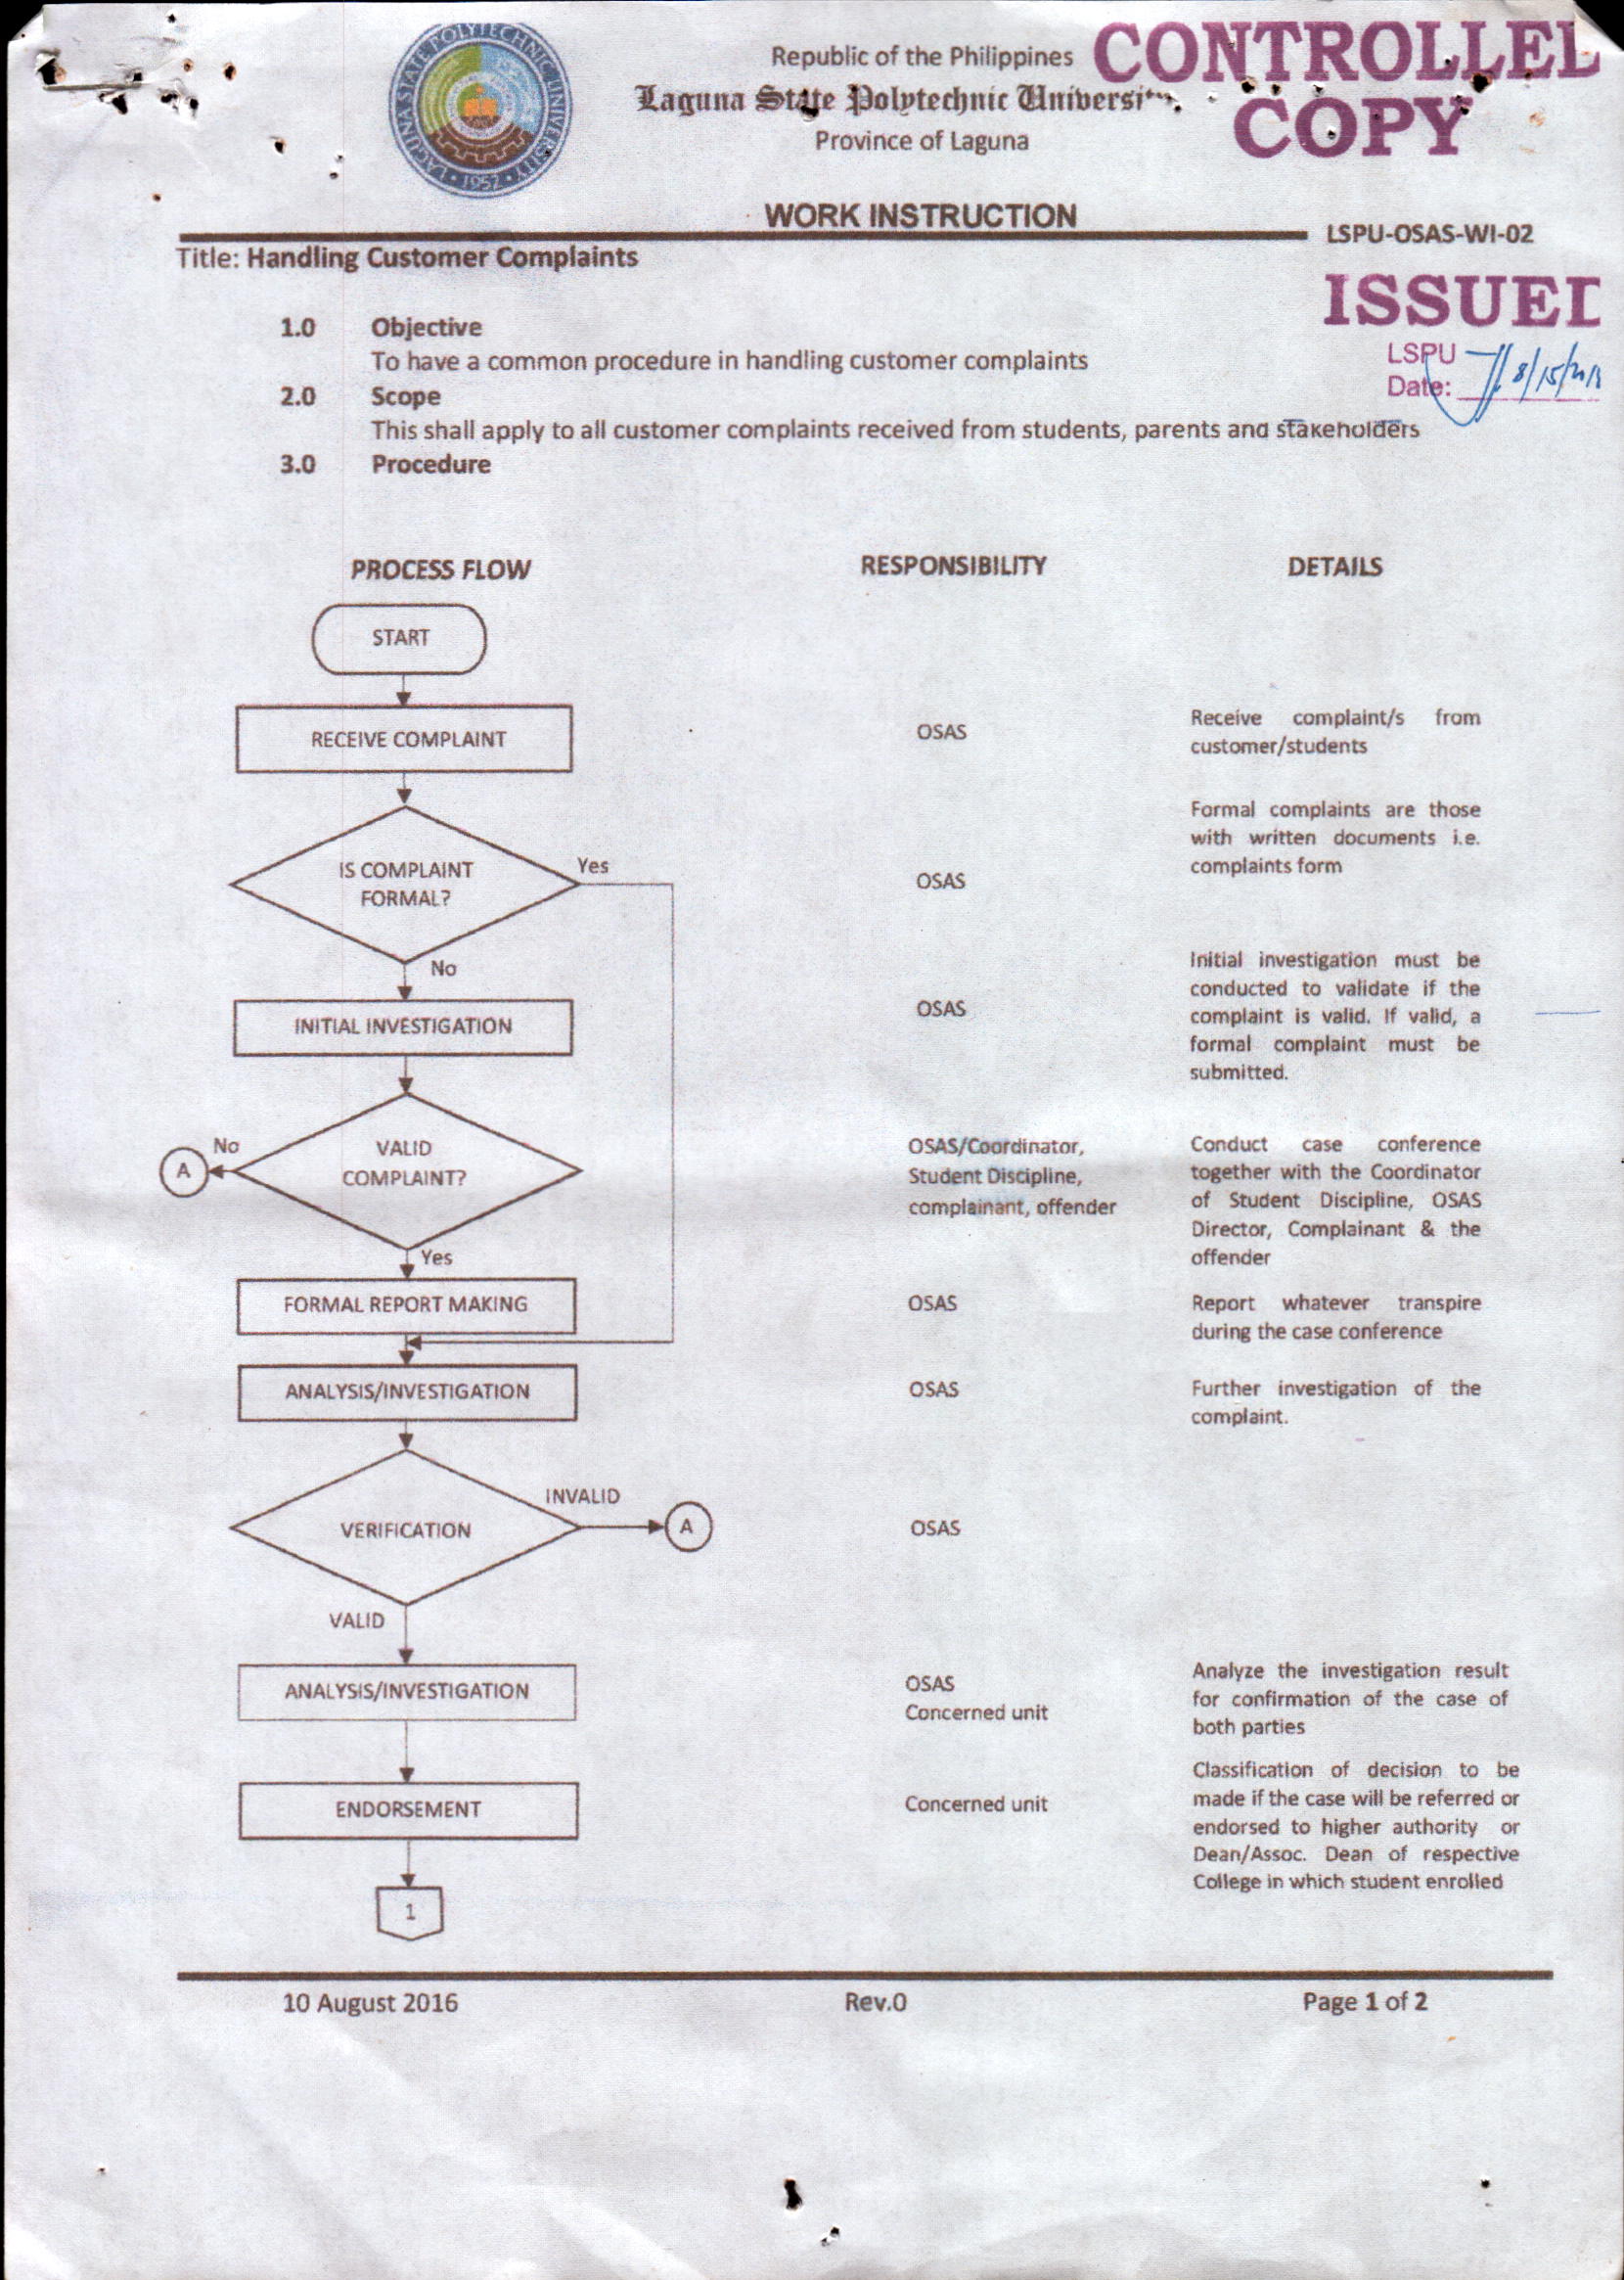 LAGUNA STATE POLYTECHNIC UNIVERSITY
1952
Republic of the Philippines
Laguna State Polytechnic
Province of Laguna
CONTROLLED
COPY
WORK INSTRUCTION
LSPU-OSAS-WI-02
Title: Handling Customer Complaints
ISSUED
LSPU
Date:
1.0 Objective
To have a common procedure in handling customer complaints
2.0 Scope
This shall apply to all customer complaints received from students, parents and stakeholders
3.0 Procedure
PROCESS FLOW RESPONSIBILITY DETAILS
START
RECEIVE COMPLAINT
OSAS
Receive complaint/s from
customer/students
IS COMPLAINT
FORMAL?
Yes
No
OSAS
Formal complaints are those
with written documents i.e.
complaints form
INITIAL INVESTIGATION
OSAS
Initial investigation must be
conducted to validate if the
complaint is valid. If valid, a
formal complaint must be
submitted.
A
No
VALID
COMPLAINT?
Yes
OSAS/Coordinator,
Student Discipline,
complainant, offender
Conduct case conference
together with the Coordinator
of Student Discipline, OSAS
Director, Complainant & the
offender
FORMAL REPORT MAKING
OSAS
Report whatever transpire
during the case conference
ANALYSIS/INVESTIGATION
OSAS
Further investigation of the
complaint.
VERIFICATION
INVALID
A
VALID
OSAS
ANALYSIS/INVESTIGATION
OSAS
Concerned unit
Analyze the investigation result
for confirmation of the case of
both parties
ENDORSEMENT
Concerned unit
Classification of decision to be
made if the case will be referred or
endorsed to higher authority or
Dean/Assoc. Dean of respective
College in which student enrolled
1
10 August 2016 Rev.0 Page 1 of 2